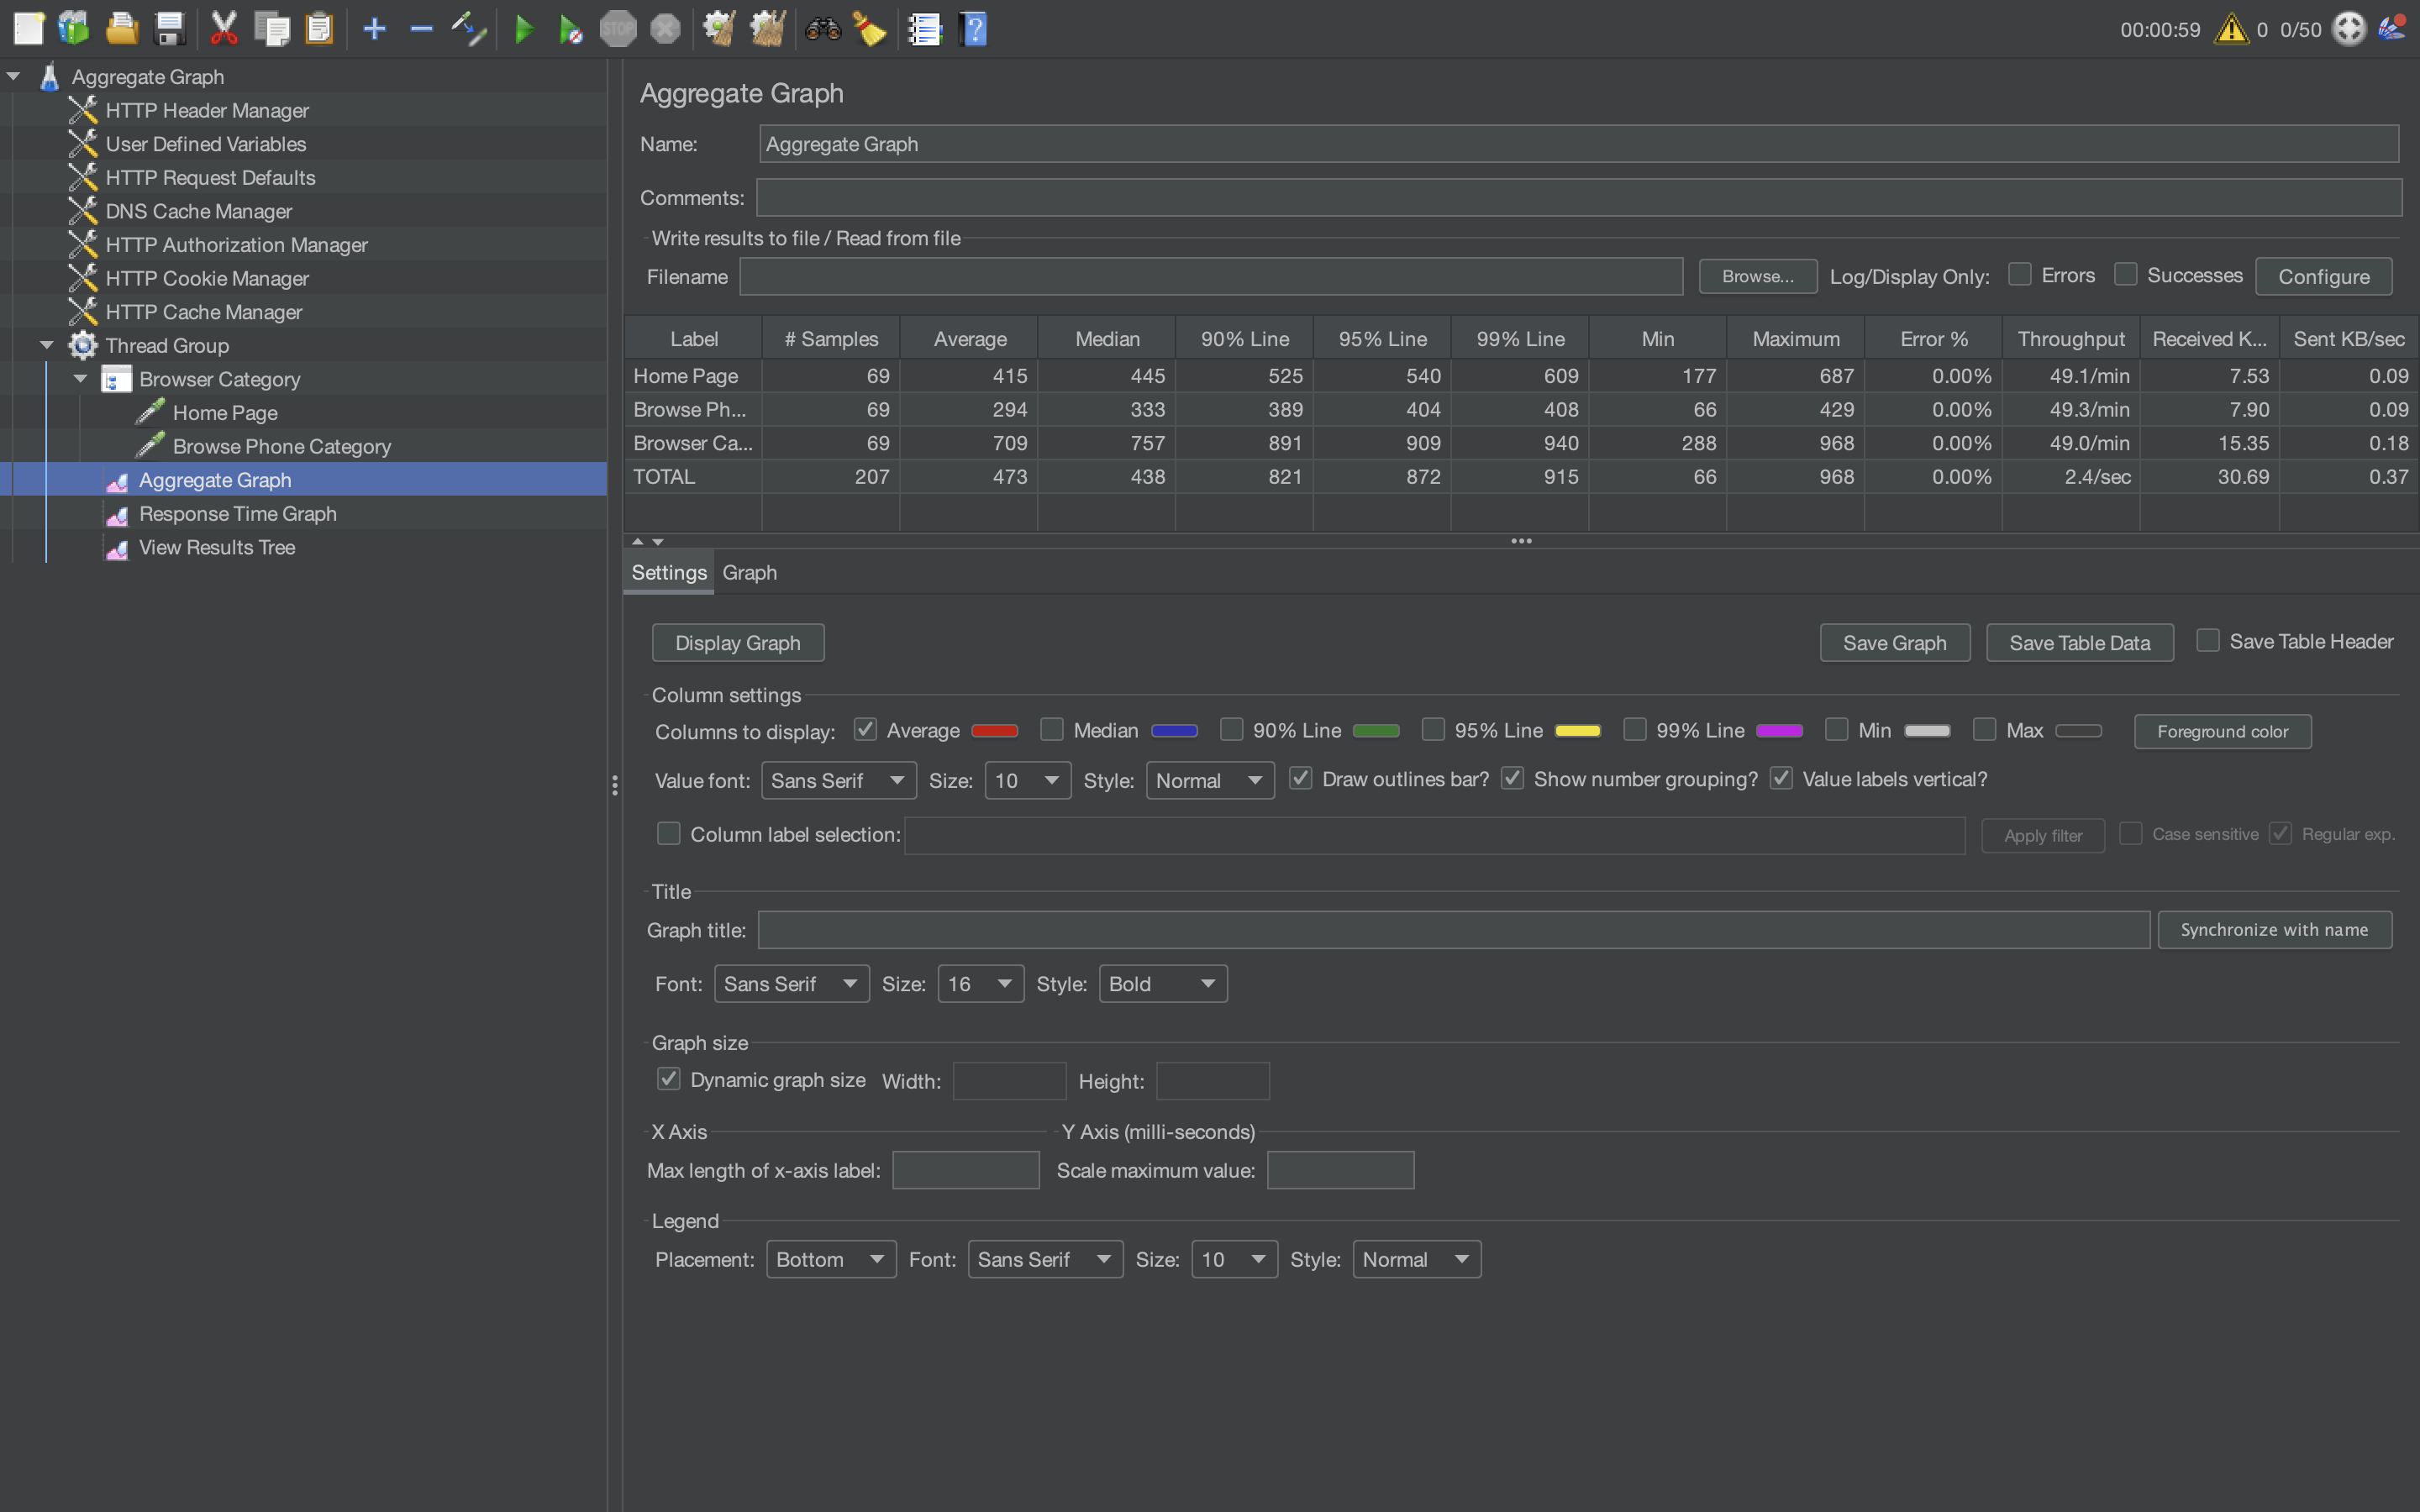 STOP
00:00:59 0 0/50
Aggregate Graph
HTTP Header Manager
User Defined Variables
HTTP Request Defaults
DNS Cache Manager
HTTP Authorization Manager
HTTP Cookie Manager
HTTP Cache Manager
Thread Group
Browser Category
Home Page
Browse Phone Category
Aggregate Graph
Response Time Graph
View Results Tree
Aggregate Graph
Name: Aggregate Graph
Comments:
Write results to file / Read from file
Filename Browse... Log/Display Only: Errors Successes Configure
Label # Samples Average Median 90% Line 95% Line 99% Line Min Maximum Error % Throughput Received K... Sent KB/sec
Home Page 69 415 445 525 540 609 177 687 0.00% 49.1/min 7.53 0.09
Browse Ph... 69 294 333 389 404 408 66 429 0.00% 49.3/min 7.90 0.09
Browser Ca... 69 709 757 891 909 940 288 968 0.00% 49.0/min 15.35 0.18
TOTAL 207 473 438 821 872 915 66 968 0.00% 2.4/sec 30.69 0.37
Settings Graph
Display Graph Save Graph Save Table Data Save Table Header
Column settings
Columns to display: Average Median 90% Line 95% Line 99% Line Min Max Foreground color
Value font: Sans Serif Size: 10 Style: Normal Draw outlines bar? Show number grouping? Value labels vertical?
Column label selection: Apply filter Case sensitive Regular exp.
Title
Graph title: Synchronize with name
Font: Sans Serif Size: 16 Style: Bold
Graph size
Dynamic graph size Width: Height:
X Axis Y Axis (milli-seconds)
Max length of x-axis label: Scale maximum value:
Legend
Placement: Bottom Font: Sans Serif Size: 10 Style: Normal